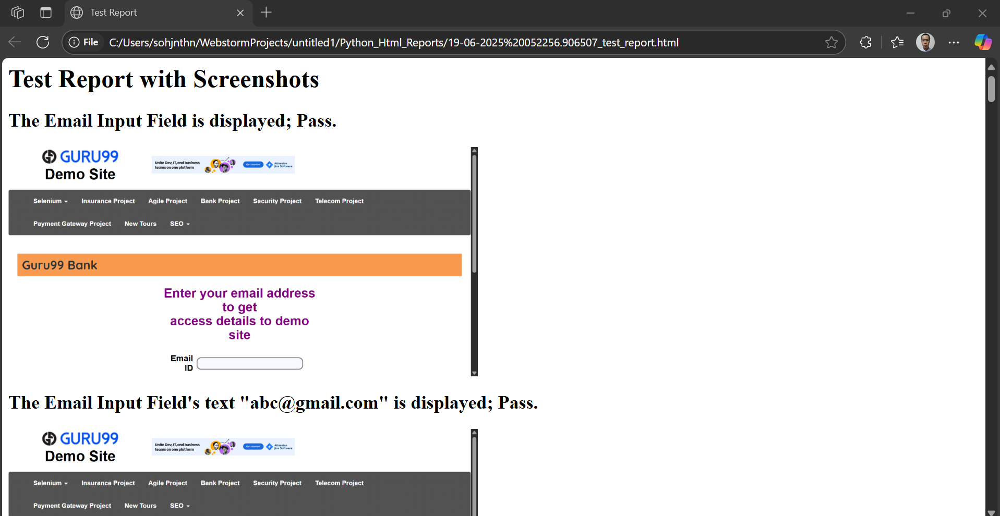 Test Report
File C:/Users/sohjnthn/WebstormProjects/untitled1/Python_Html_Reports/19-06-2025%20052256.906507_test_report.html
Test Report with Screenshots
The Email Input Field is displayed; Pass.
GURU99
Demo Site
Unite Dev, IT, and business
teams on one platform
Get started
Atlassian
Jira Software
Selenium Insurance Project Agile Project Bank Project Security Project Telecom Project
Payment Gateway Project New Tours SEO
Guru99 Bank
Enter your email address
to get
access details to demo
site
Email
ID
The Email Input Field's text "abc@gmail.com" is displayed; Pass.
GURU99
Demo Site
Unite Dev, IT, and business
teams on one platform
Get started
Atlassian
Jira Software
Selenium Insurance Project Agile Project Bank Project Security Project Telecom Project
Payment Gateway Project New Tours SEO